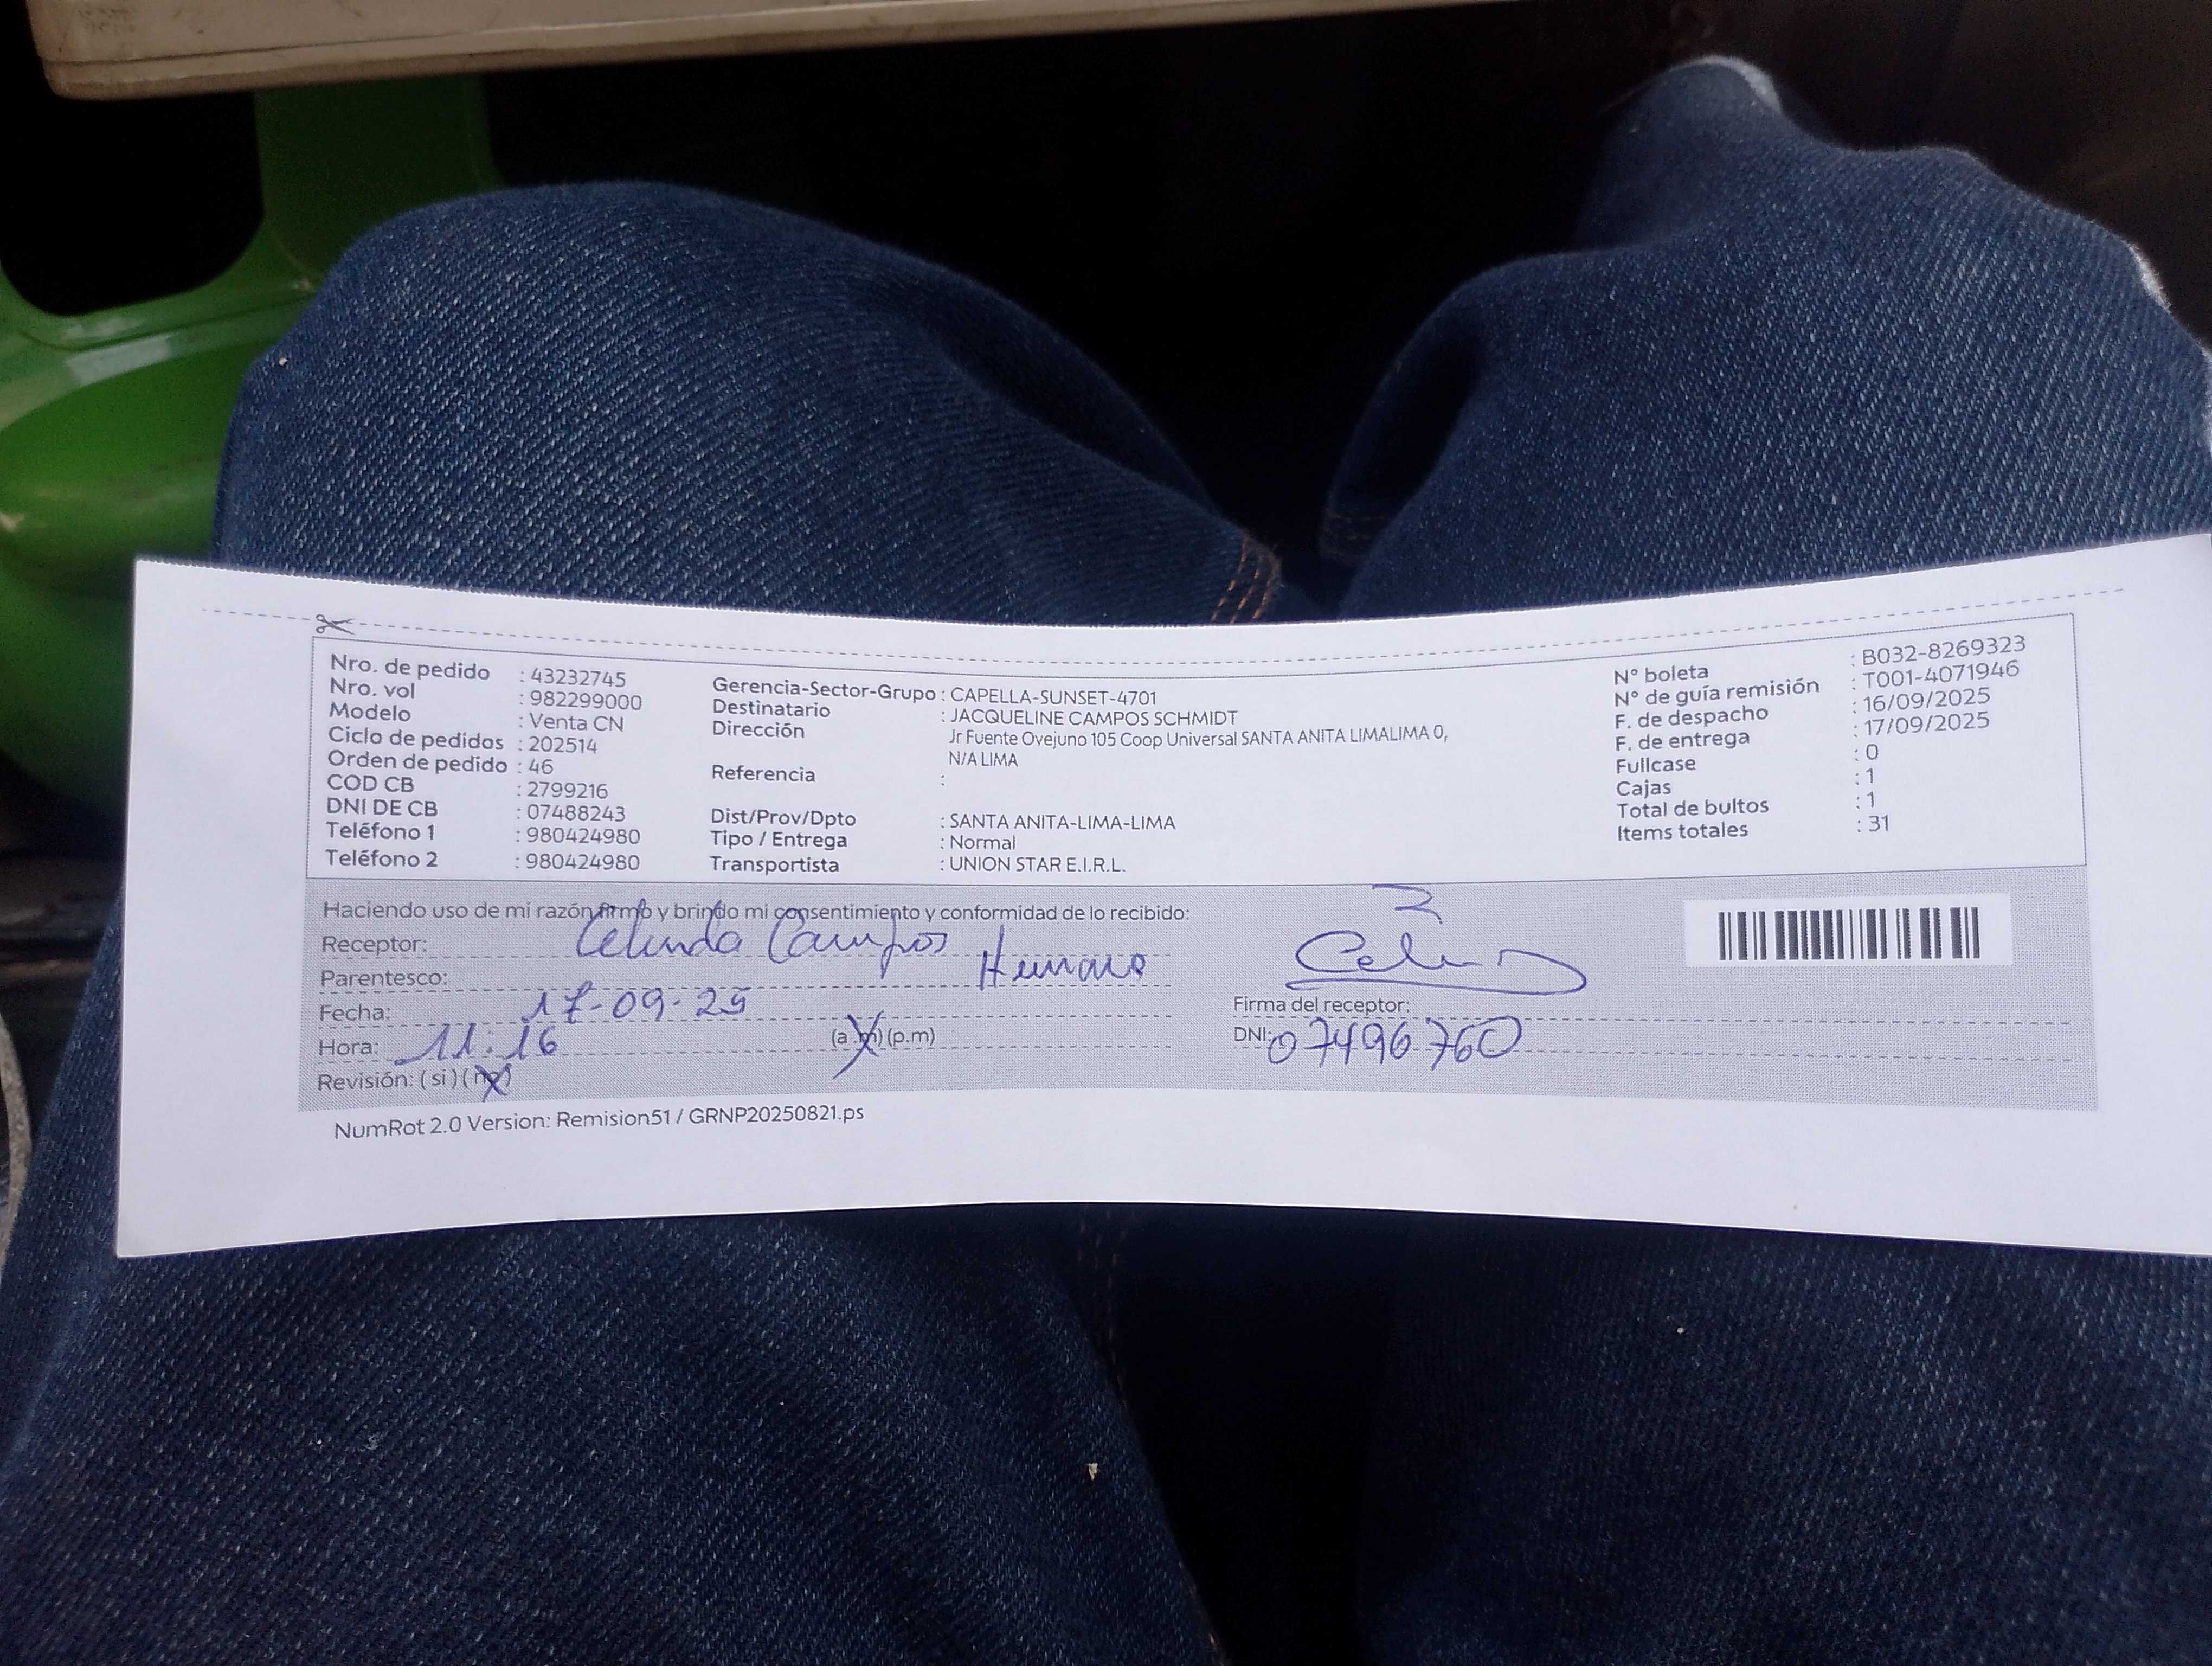 Nro. de pedido : 43232745
Nro. vol : 982299000
Modelo : Venta CN
Ciclo de pedidos : 202514
Orden de pedido : 46
COD CB : 2799216
DNI DE CB : 07488243
Teléfono 1 : 980424980
Teléfono 2 : 980424980
Gerencia-Sector-Grupo : CAPELLA-SUNSET-4701
Destinatario : JACQUELINE CAMPOS SCHMIDT
Dirección Jr Fuente Ovejuno 105 Coop Universal SANTA ANITA LIMALIMA 0,
N/A LIMA
Referencia :
Dist/Prov/Dpto : SANTA ANITA-LIMA-LIMA
Tipo / Entrega : Normal
Transportista : UNION STAR E.I.R.L.
N° boleta : B032-8269323
N° de guía remisión : T001-4071946
F. de despacho : 16/09/2025
F. de entrega : 17/09/2025
Fullcase : 0
Cajas : 1
Total de bultos : 1
Items totales : 31
Haciendo uso de mi razón firmo y brindo mi consentimiento y conformidad de lo recibido:
Receptor: Celinda Campos
Parentesco: Hermana
Fecha: 17-09-25
Hora: 11:16 (a.m) (p.m)
Revisión: (si) (no)
Firma del receptor:
DNI: 07496760
NumRot 2.0 Version: Remision51 / GRNP20250821.ps